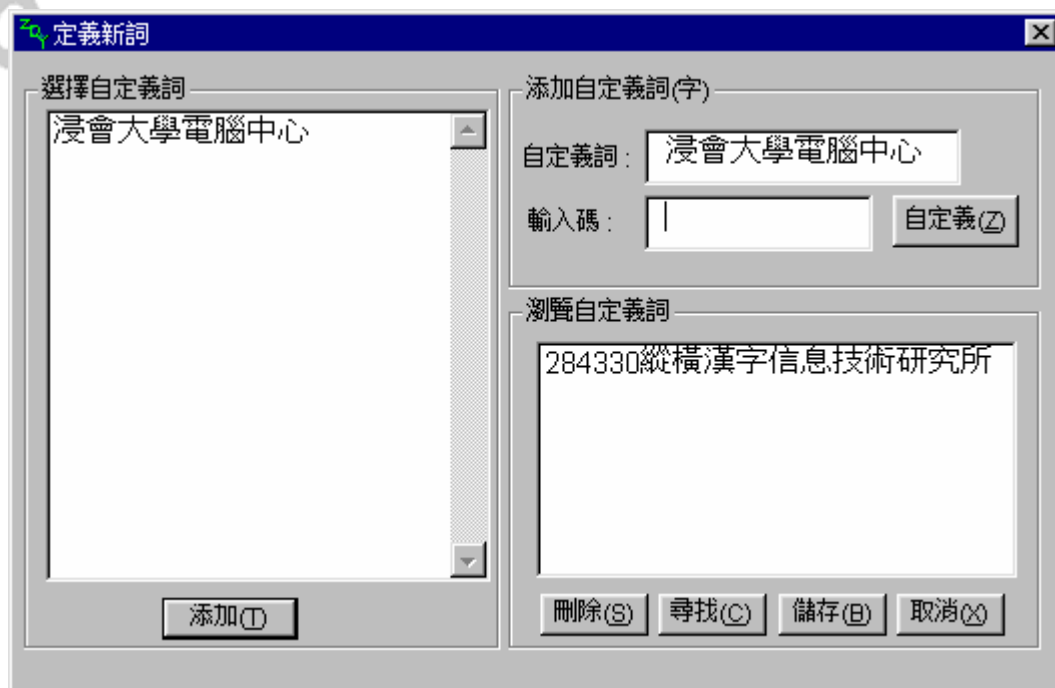 ZDY 定義新詞
選擇自定義詞
浸會大學電腦中心
添加(T)
添加自定義詞(字)
自定義詞： 浸會大學電腦中心
輸入碼： 自定義(Z)
瀏覽自定義詞
284330縱橫漢字信息技術研究所
刪除(S) 尋找(C) 儲存(B) 取消(X)